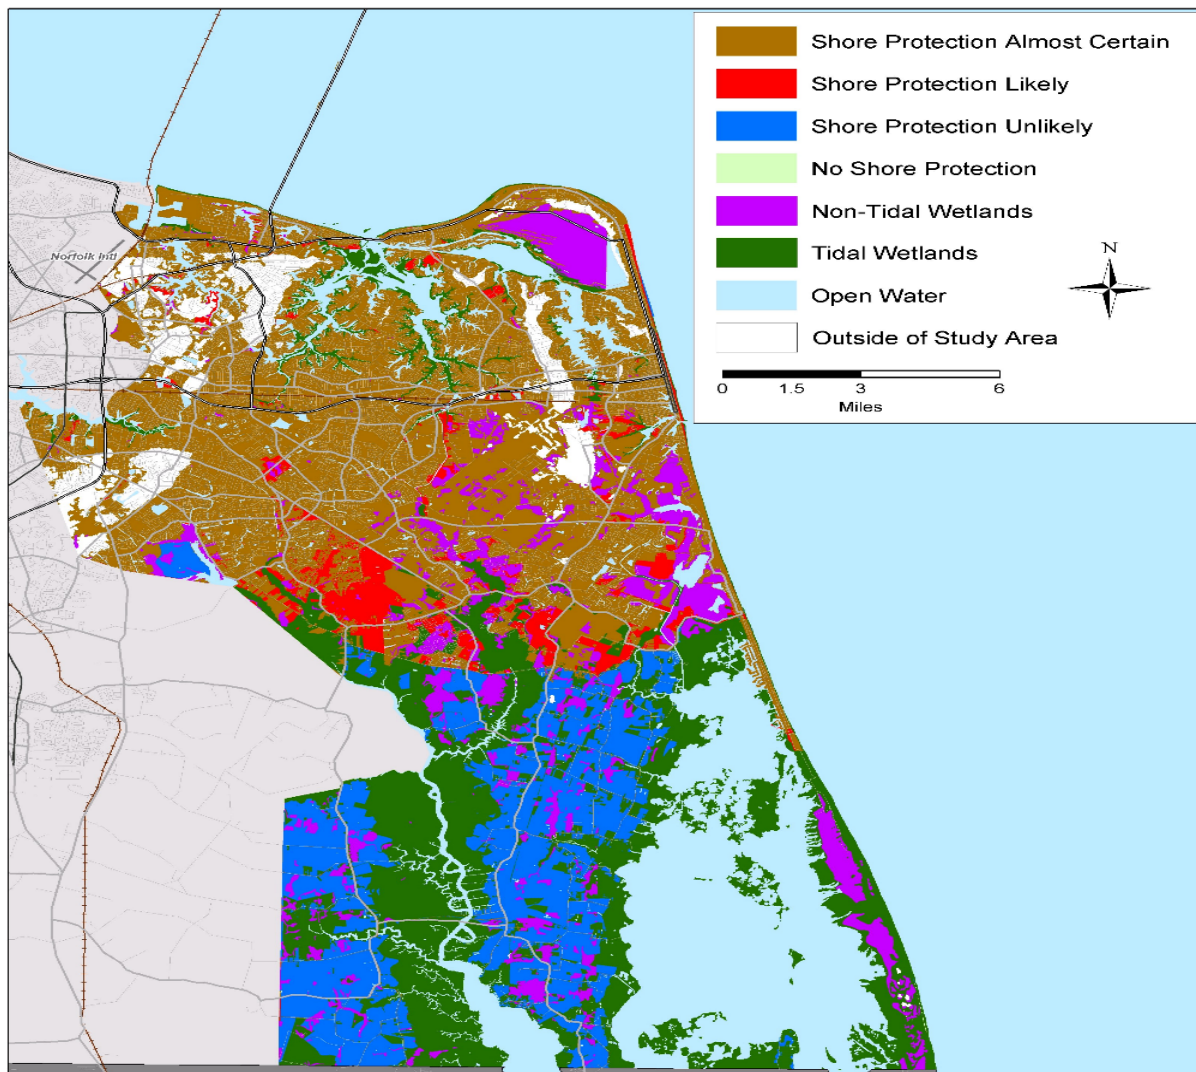 Shore Protection Almost Certain
Shore Protection Likely
Shore Protection Unlikely
No Shore Protection
Non-Tidal Wetlands
Tidal Wetlands
Open Water
Outside of Study Area
N
0 1.5 3 6
Miles
Norfolk Intl